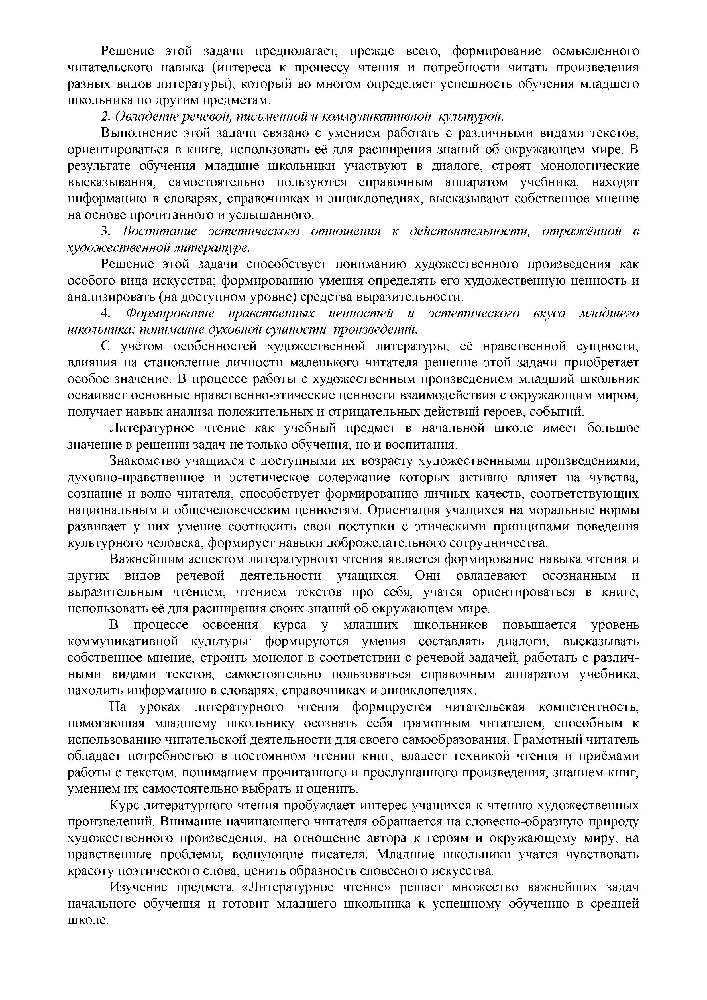 Решение этой задачи предполагает, прежде всего, формирование осмысленного
читательского навыка (интереса к процессу чтения и потребности читать произведения
разных видов литературы), который во многом определяет успешность обучения младшего
школьника по другим предметам.
2. Овладение речевой, письменной и коммуникативной  культурой.
Выполнение этой задачи связано с умением работать с различными видами текстов,
ориентироваться в книге, использовать её для расширения знаний об окружающем мире. В
результате обучения младшие школьники участвуют в диалоге, строят монологические
высказывания, самостоятельно пользуются справочным аппаратом учебника, находят
информацию в словарях, справочниках и энциклопедиях, высказывают собственное мнение
на основе прочитанного и услышанного.
3. Воспитание эстетического отношения к действительности, отражённой в
художественной литературе.
Решение этой задачи способствует пониманию художественного произведения как
особого вида искусства; формированию умения определять его художественную ценность и
анализировать (на доступном уровне) средства выразительности.
4. Формирование нравственных ценностей и эстетического вкуса младшего
школьника; понимание духовной сущности  произведений.
С учётом особенностей художественной литературы, её нравственной сущности,
влияния на становление личности маленького читателя решение этой задачи приобретает
особое значение. В процессе работы с художественным произведением младший школьник
осваивает основные нравственно-этические ценности взаимодействия с окружающим миром,
получает навык анализа положительных и отрицательных действий героев, событий.
Литературное чтение как учебный предмет в начальной школе имеет большое
значение в решении задач не только обучения, но и воспитания.
Знакомство учащихся с доступными их возрасту художественными произведениями,
духовно-нравственное и эстетическое содержание которых активно влияет на чувства,
сознание и волю читателя, способствует формированию личных качеств, соответствующих
национальным и общечеловеческим ценностям. Ориентация учащихся на моральные нормы
развивает у них умение соотносить свои поступки с этическими принципами поведения
культурного человека, формирует навыки доброжелательного сотрудничества.
Важнейшим аспектом литературного чтения является формирование навыка чтения и
других видов речевой деятельности учащихся. Они овладевают осознанным и
выразительным чтением, чтением текстов про себя, учатся ориентироваться в книге,
использовать её для расширения своих знаний об окружающем мире.
В процессе освоения курса у младших школьников повышается уровень
коммуникативной культуры: формируются умения составлять диалоги, высказывать
собственное мнение, строить монолог в соответствии с речевой задачей, работать с различ-
ными видами текстов, самостоятельно пользоваться справочным аппаратом учебника,
находить информацию в словарях, справочниках и энциклопедиях.
На уроках литературного чтения формируется читательская компетентность,
помогающая младшему школьнику осознать себя грамотным читателем, способным к
использованию читательской деятельности для своего самообразования. Грамотный читатель
обладает потребностью в постоянном чтении книг, владеет техникой чтения и приёмами
работы с текстом, пониманием прочитанного и прослушанного произведения, знанием книг,
умением их самостоятельно выбрать и оценить.
Курс литературного чтения пробуждает интерес учащихся к чтению художественных
произведений. Внимание начинающего читателя обращается на словесно-образную природу
художественного произведения, на отношение автора к героям и окружающему миру, на
нравственные проблемы, волнующие писателя. Младшие школьники учатся чувствовать
красоту поэтического слова, ценить образность словесного искусства.
Изучение предмета «Литературное чтение» решает множество важнейших задач
начального обучения и готовит младшего школьника к успешному обучению в средней
школе.